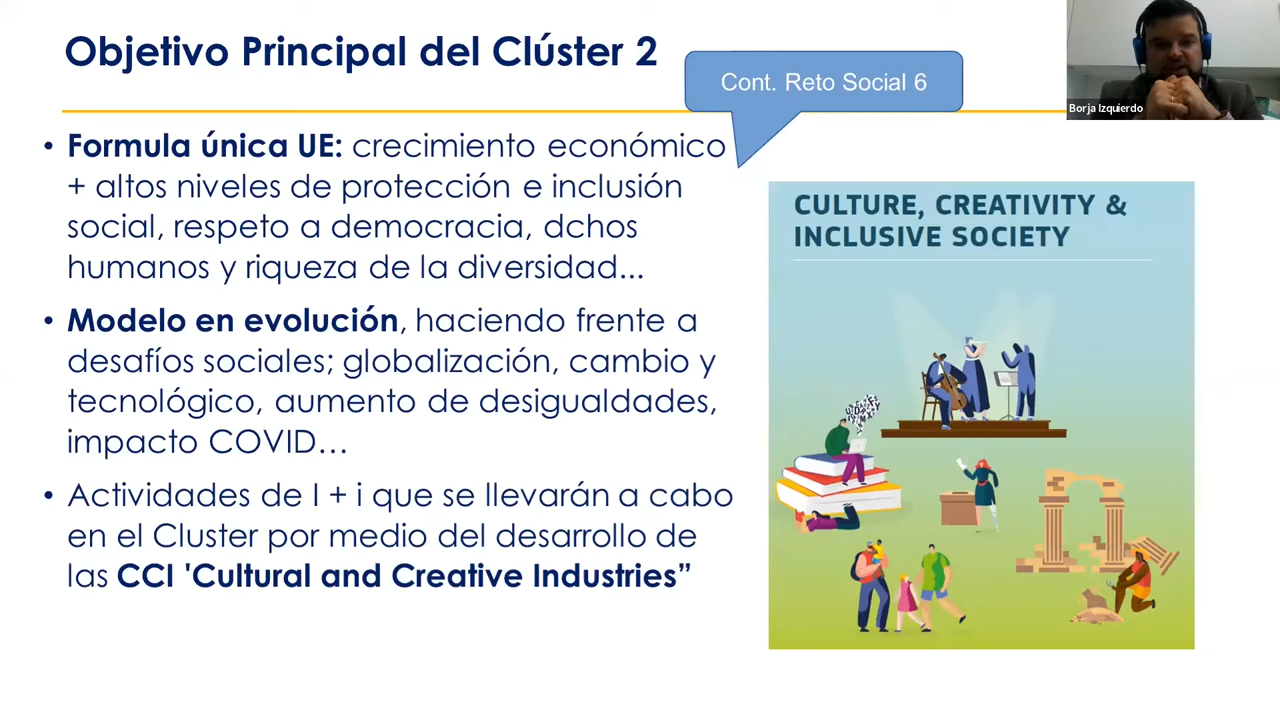 Objetivo Principal del Clúster 2
Cont. Reto Social 6
Borja Izquierdo
• Formula única UE: crecimiento económico
+ altos niveles de protección e inclusión
social, respeto a democracia, dchos
humanos y riqueza de la diversidad...
• Modelo en evolución, haciendo frente a
desafíos sociales; globalización, cambio y
tecnológico, aumento de desigualdades,
impacto COVID…
• Actividades de I + i que se llevarán a cabo
en el Cluster por medio del desarrollo de
las CCI 'Cultural and Creative Industries”
CULTURE, CREATIVITY &
INCLUSIVE SOCIETY